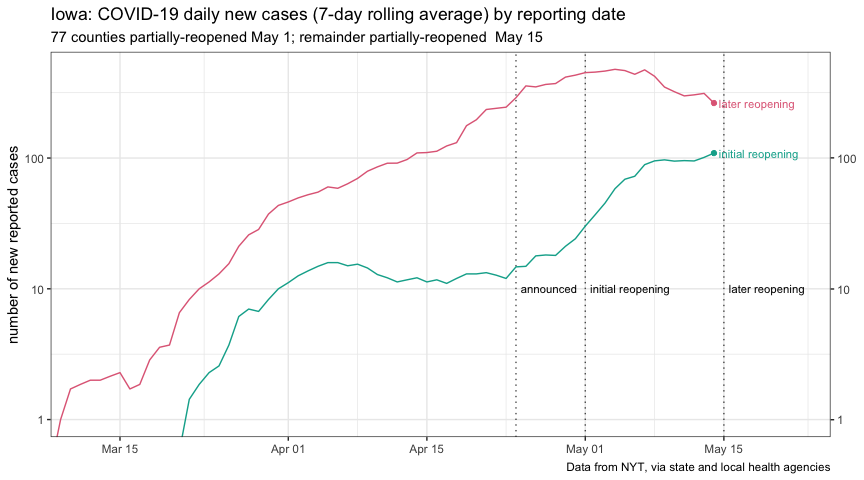 Iowa: COVID-19 daily new cases (7-day rolling average) by reporting date
77 counties partially-reopened May 1; remainder partially-reopened  May 15
number of new reported cases
later reopening
100
initial reopening
100
10
announced
initial reopening
later reopening
10
1
1
Mar 15
Apr 01
Apr 15
May 01
May 15
Data from NYT, via state and local health agencies